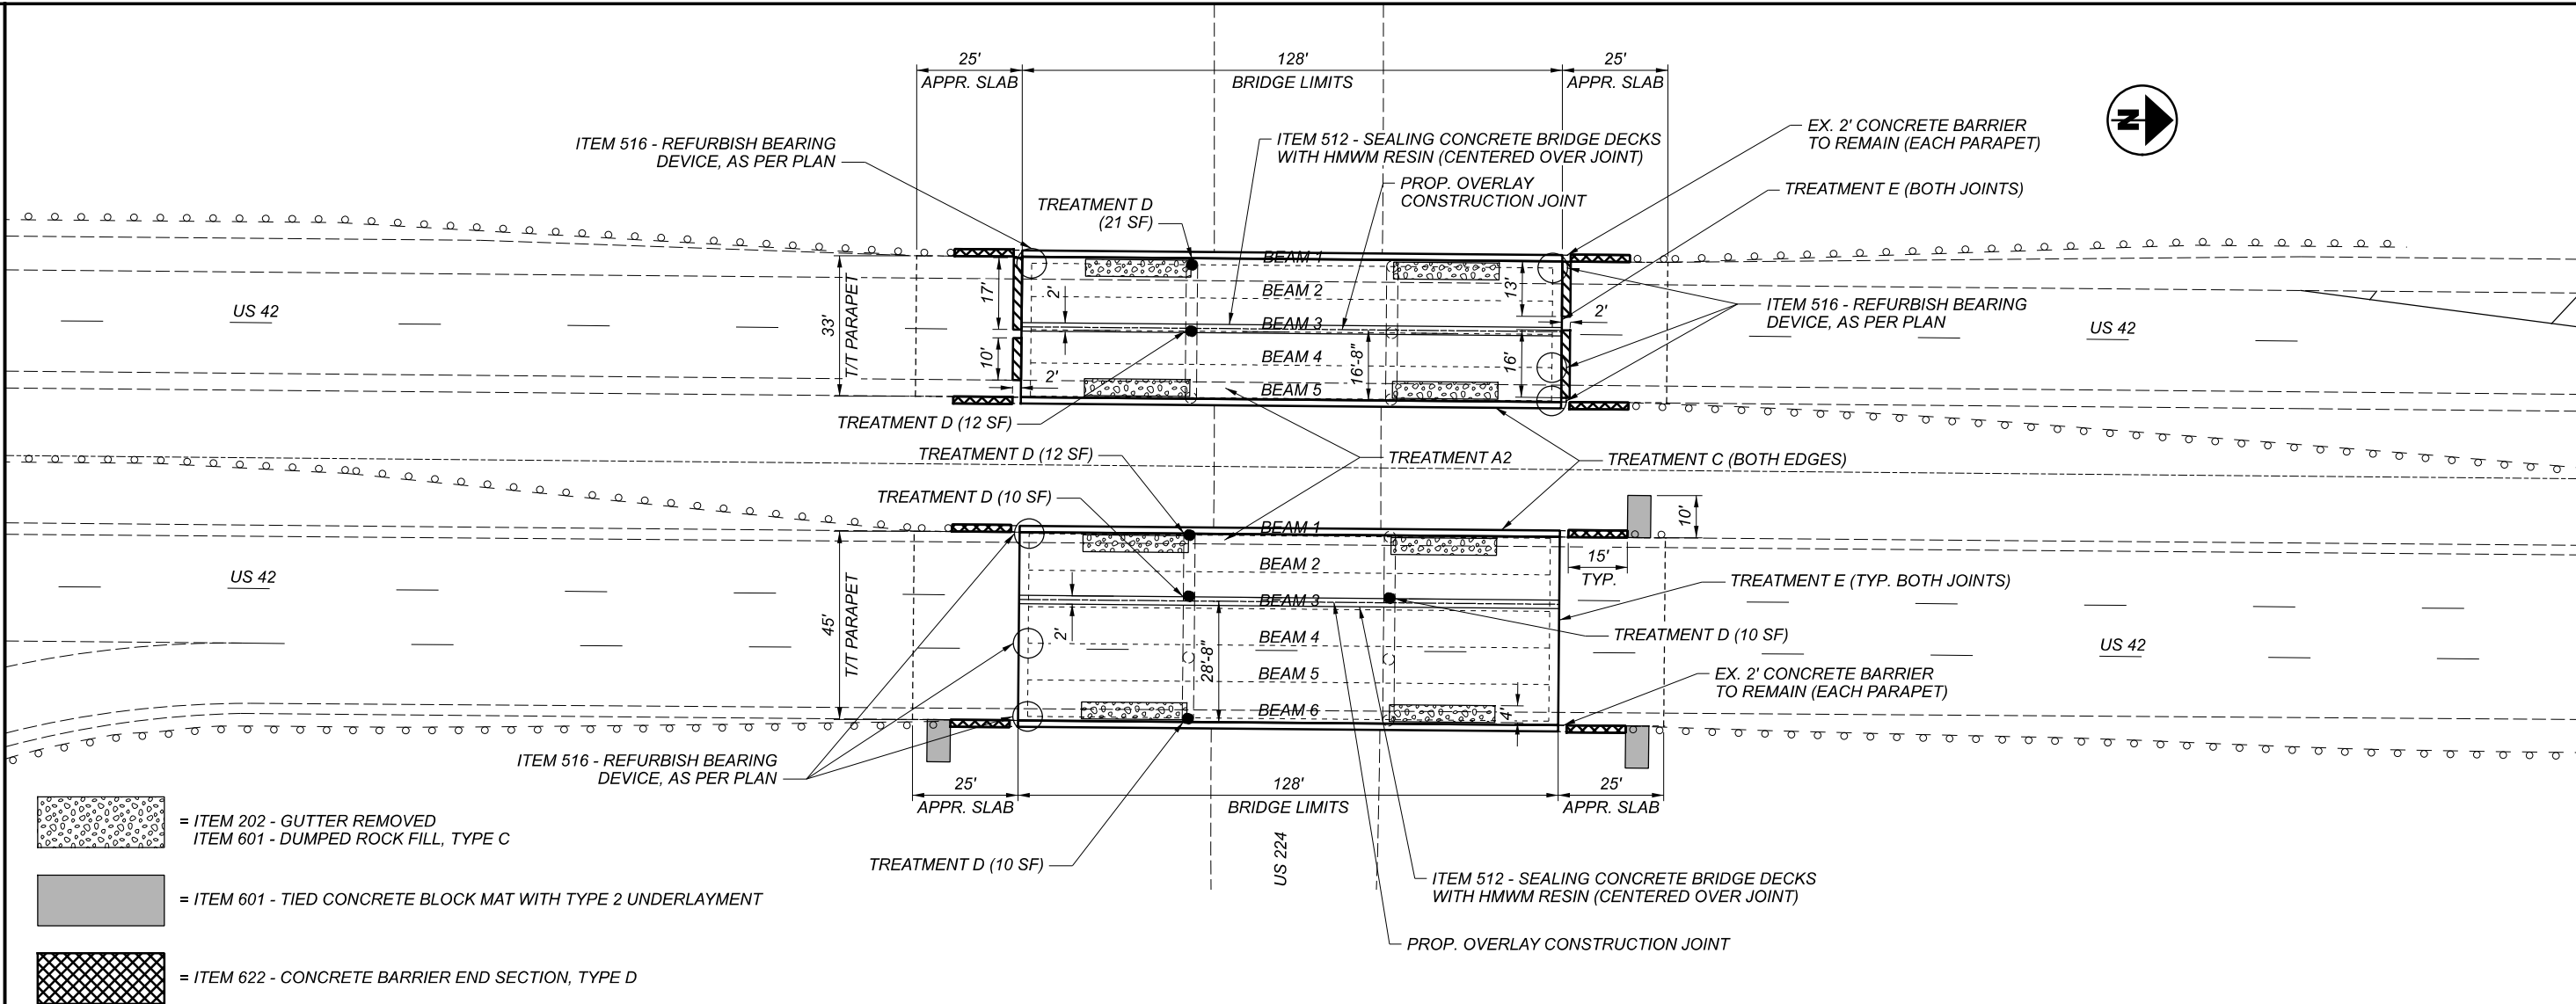 25'
128'
25'
APPR. SLAB
BRIDGE LIMITS
APPR. SLAB
N
ITEM 516 - REFURBISH BEARING
DEVICE, AS PER PLAN
ITEM 512 - SEALING CONCRETE BRIDGE DECKS
WITH HMWM RESIN (CENTERED OVER JOINT)
EX. 2' CONCRETE BARRIER
TO REMAIN (EACH PARAPET)
PROP. OVERLAY
CONSTRUCTION JOINT
TREATMENT E (BOTH JOINTS)
TREATMENT D
(21 SF)
BEAM 1
BEAM 2
BEAM 3
BEAM 4
BEAM 5
US 42
33'
T/T PARAPET
17'
10'
2'
2'
13'
16'
16'-8"
2'
ITEM 516 - REFURBISH BEARING
DEVICE, AS PER PLAN
US 42
TREATMENT D (12 SF)
TREATMENT D (12 SF)
TREATMENT A2
TREATMENT C (BOTH EDGES)
TREATMENT D (10 SF)
10'
15'
TYP.
BEAM 1
BEAM 2
BEAM 3
BEAM 4
BEAM 5
BEAM 6
US 42
45'
T/T PARAPET
2'
28'-8"
4'
TREATMENT E (TYP. BOTH JOINTS)
TREATMENT D (10 SF)
US 42
EX. 2' CONCRETE BARRIER
TO REMAIN (EACH PARAPET)
ITEM 516 - REFURBISH BEARING
DEVICE, AS PER PLAN
25'
128'
25'
APPR. SLAB
BRIDGE LIMITS
APPR. SLAB
US 224
TREATMENT D (10 SF)
ITEM 512 - SEALING CONCRETE BRIDGE DECKS
WITH HMWM RESIN (CENTERED OVER JOINT)
PROP. OVERLAY CONSTRUCTION JOINT
= ITEM 202 - GUTTER REMOVED
ITEM 601 - DUMPED ROCK FILL, TYPE C
= ITEM 601 - TIED CONCRETE BLOCK MAT WITH TYPE 2 UNDERLAYMENT
= ITEM 622 - CONCRETE BARRIER END SECTION, TYPE D